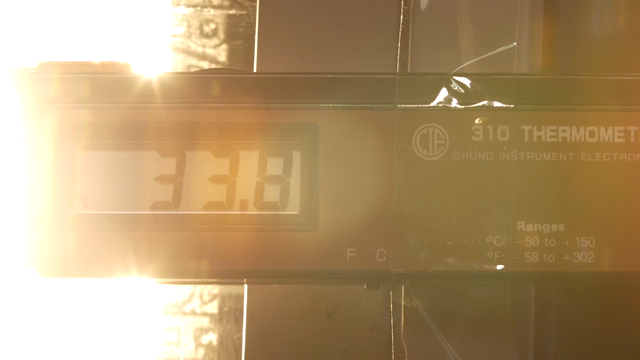 33.8
CIE
310 THERMOMET
CHUNG INSTRUMENT ELECTRON
Ranges
°C: -50 to +150
°F: -58 to +302
F C